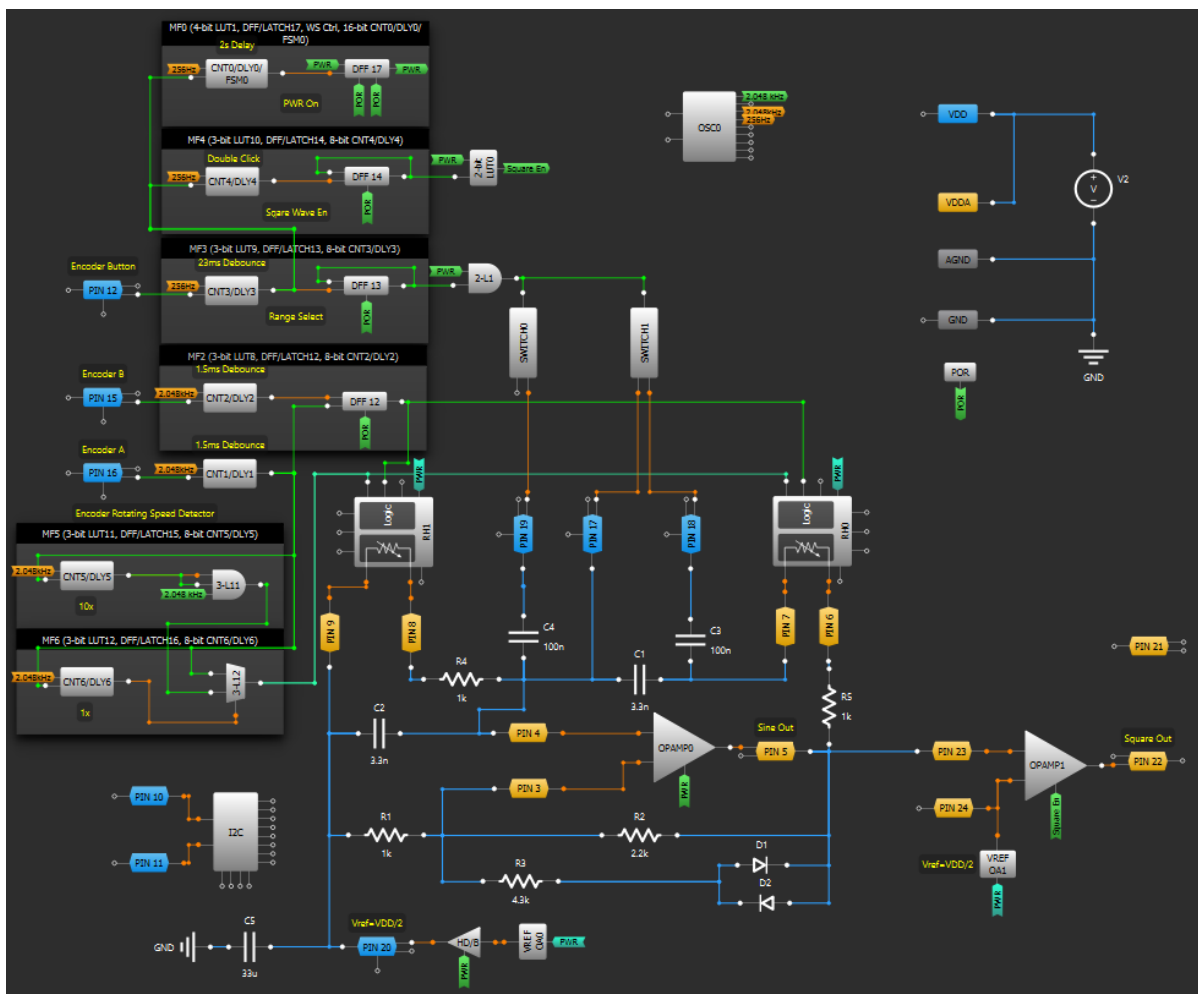 MF0 (4-bit LUT1, DFF/LATCH17, WS Ctrl, 16-bit CNT0/DLY0/
FSM0)
2s Delay
256Hz
CNT0/DLY0/
FSM0
PWR
DFF 17
PWR
POR
POR
PWR On
MF4 (3-bit LUT10, DFF/LATCH14, 8-bit CNT4/DLY4)
Double Click
256Hz
CNT4/DLY4
DFF 14
POR
Sqare Wave En
PWR
2-bit
LUT0
Square En
OSC0
2.048 kHz
2.048kHz
256Hz
VDD
VDDA
AGND
GND
V
V2
GND
POR
POR
MF3 (3-bit LUT9, DFF/LATCH13, 8-bit CNT3/DLY3)
23ms Debounce
Encoder Button
PIN 12
256Hz
CNT3/DLY3
DFF 13
POR
Range Select
PWR
2-L1
SWITCH0
SWITCH1
MF2 (3-bit LUT8, DFF/LATCH12, 8-bit CNT2/DLY2)
1.5ms Debounce
Encoder B
PIN 15
2.048kHz
CNT2/DLY2
DFF 12
POR
1.5ms Debounce
Encoder A
PIN 16
2.048kHz
CNT1/DLY1
Encoder Rotating Speed Detector
MF5 (3-bit LUT11, DFF/LATCH15, 8-bit CNT5/DLY5)
2.048kHz
CNT5/DLY5
2.048 kHz
3-L11
10x
MF6 (3-bit LUT12, DFF/LATCH16, 8-bit CNT6/DLY6)
2.048kHz
CNT6/DLY6
3-L12
1x
PWR
Logic
RH1
PWR
Logic
RH0
PIN 19
PIN 17
PIN 18
PIN 9
PIN 8
PIN 7
PIN 6
C4
100n
C3
100n
R4
1k
C1
3.3n
R5
1k
C2
3.3n
PIN 4
OPAMP0
PWR
Sine Out
PIN 5
PIN 3
R1
1k
R2
2.2k
R3
4.3k
D1
D2
PIN 21
PIN 23
OPAMP1
Square En
Square Out
PIN 22
PIN 24
Vref=VDD/2
VREF
OA1
PWR
PIN 10
PIN 11
I2C
GND
C5
33u
Vref=VDD/2
PIN 20
HD/B
PWR
VREF
OA0
PWR